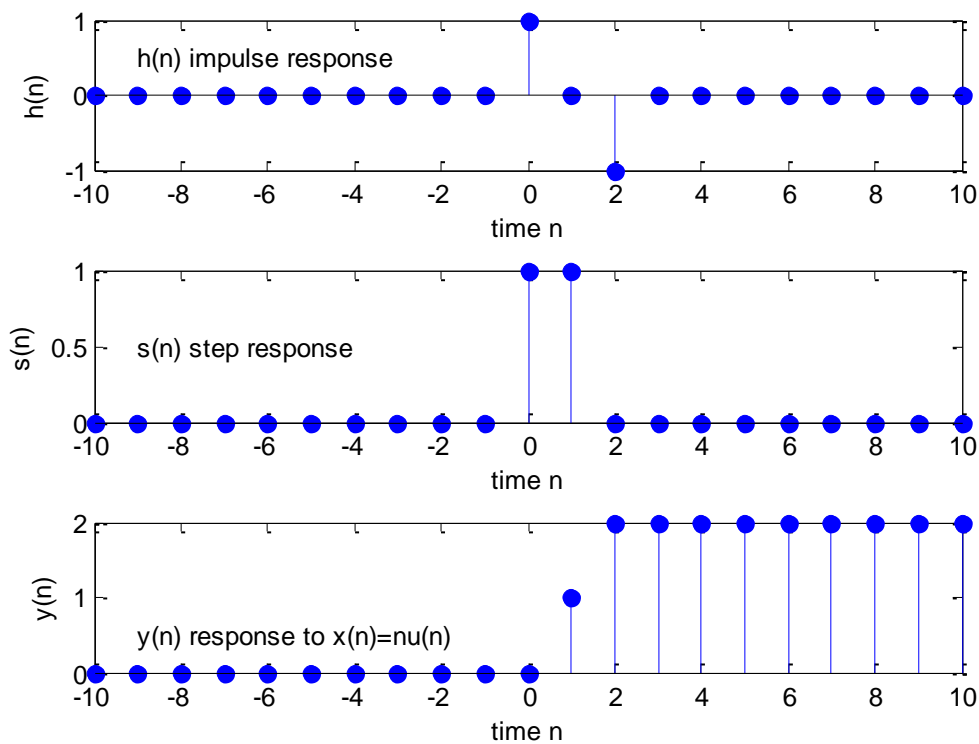 1
h(n) impulse response
0
h(n)
-1
-10 -8 -6 -4 -2 0 2 4 6 8 10
time n
1
0.5
s(n) step response
s(n)
0
-10 -8 -6 -4 -2 0 2 4 6 8 10
time n
2
1
y(n)
y(n) response to x(n)=nu(n)
0
-10 -8 -6 -4 -2 0 2 4 6 8 10
time n